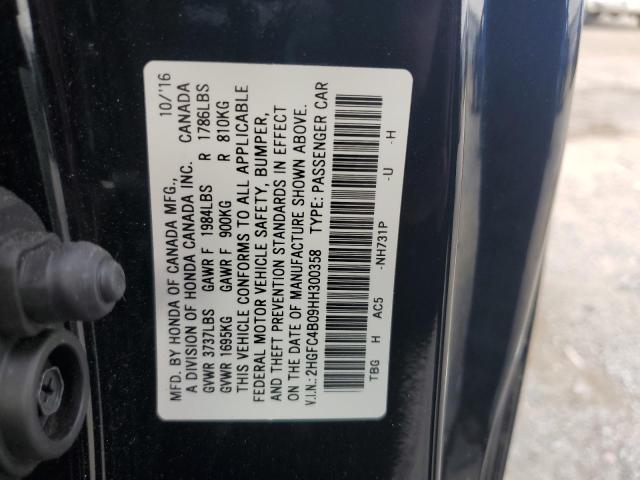 MFD. BY HONDA OF CANADA MFG., 10/'16
A DIVISION OF HONDA CANADA INC. CANADA
GVWR 3737LBS GAWR F 1984LBS R 1786LBS
GVWR 1695KG GAWR F 900KG R 810KG
THIS VEHICLE CONFORMS TO ALL APPLICABLE
FEDERAL MOTOR VEHICLE SAFETY, BUMPER,
AND THEFT PREVENTION STANDARDS IN EFFECT
ON THE DATE OF MANUFACTURE SHOWN ABOVE.
V.I.N.: 2HGFC4B09HH300358 TYPE: PASSENGER CAR
TBG H AC5 -NH731P -U -H